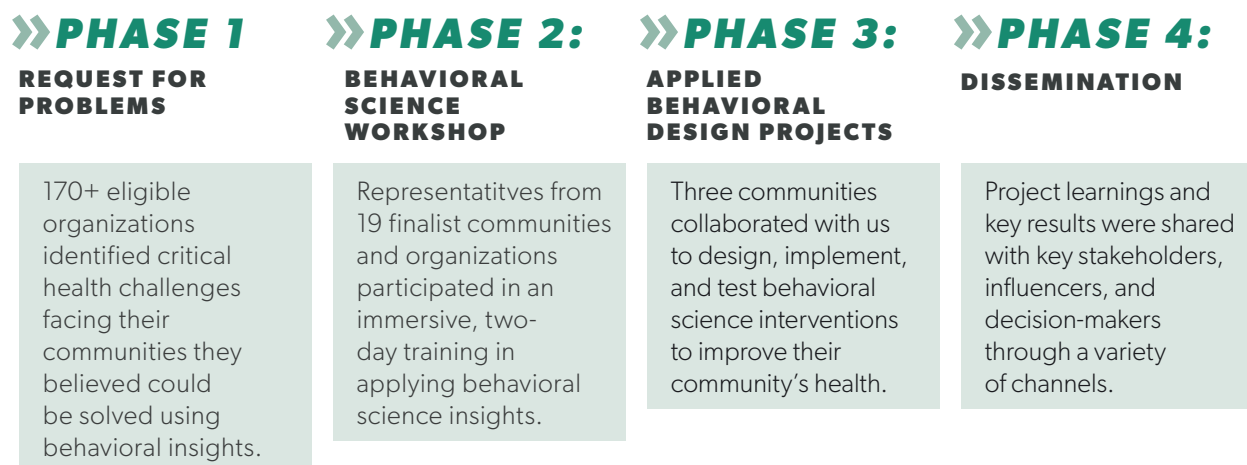 PHASE 1
REQUEST FOR
PROBLEMS
170+ eligible
organizations
identified critical
health challenges
facing their
communities they
believed could
be solved using
behavioral insights.
PHASE 2:
BEHAVIORAL
SCIENCE
WORKSHOP
Representatitves from
19 finalist communities
and organizations
participated in an
immersive, two-
day training in
applying behavioral
science insights.
PHASE 3:
APPLIED
BEHAVIORAL
DESIGN PROJECTS
Three communities
collaborated with us
to design, implement,
and test behavioral
science interventions
to improve their
community’s health.
PHASE 4:
DISSEMINATION
Project learnings and
key results were shared
with key stakeholders,
influencers, and
decision-makers
through a variety
of channels.